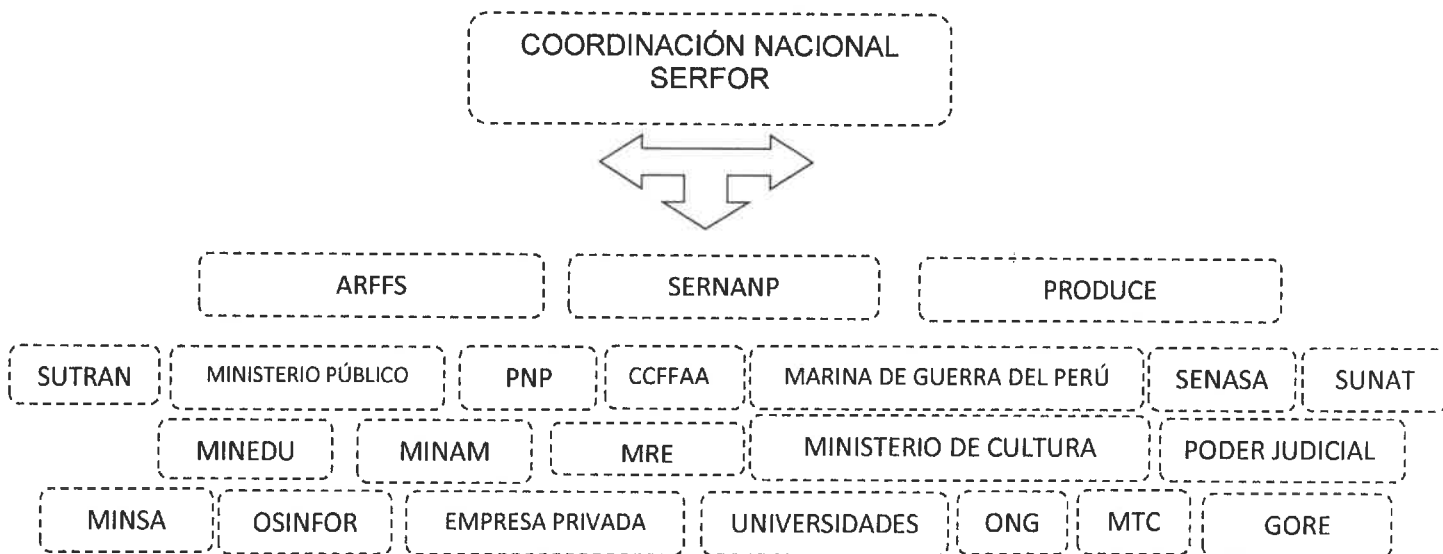 COORDINACIÓN NACIONAL
SERFOR
ARFFS
SERNANP
PRODUCE
SUTRAN
MINISTERIO PÚBLICO
PNP
CCFFAA
MARINA DE GUERRA DEL PERÚ
SENASA
SUNAT
MINEDU
MINAM
MRE
MINISTERIO DE CULTURA
PODER JUDICIAL
MINSA
OSINFOR
EMPRESA PRIVADA
UNIVERSIDADES
ONG
MTC
GORE